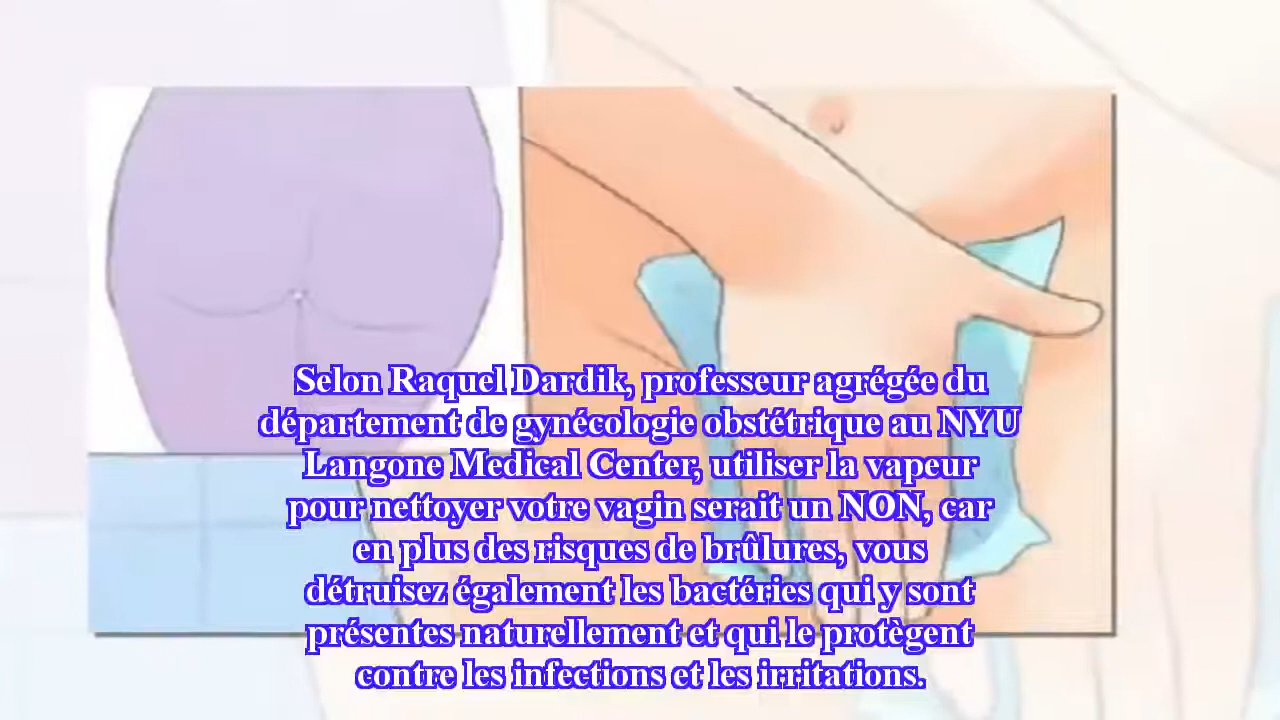 Selon Raquel Dardik, professeur agrégée du
département de gynécologie obstétrique au NYU
Langone Medical Center, utiliser la vapeur
pour nettoyer votre vagin serait un NON, car
en plus des risques de brûlures, vous
détruisez également les bactéries qui y sont
présentes naturellement et qui le protègent
contre les infections et les irritations.